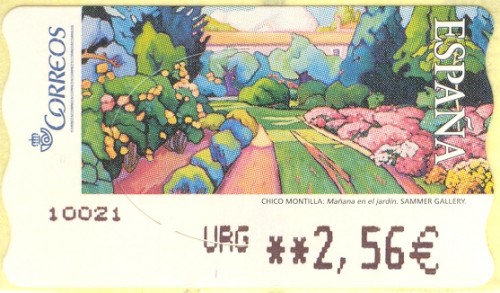 CORREOS
ESPAÑA
CHICO MONTILLA: Mañana en el jardín. SAMMER GALLERY.
10021
URG **2,56€